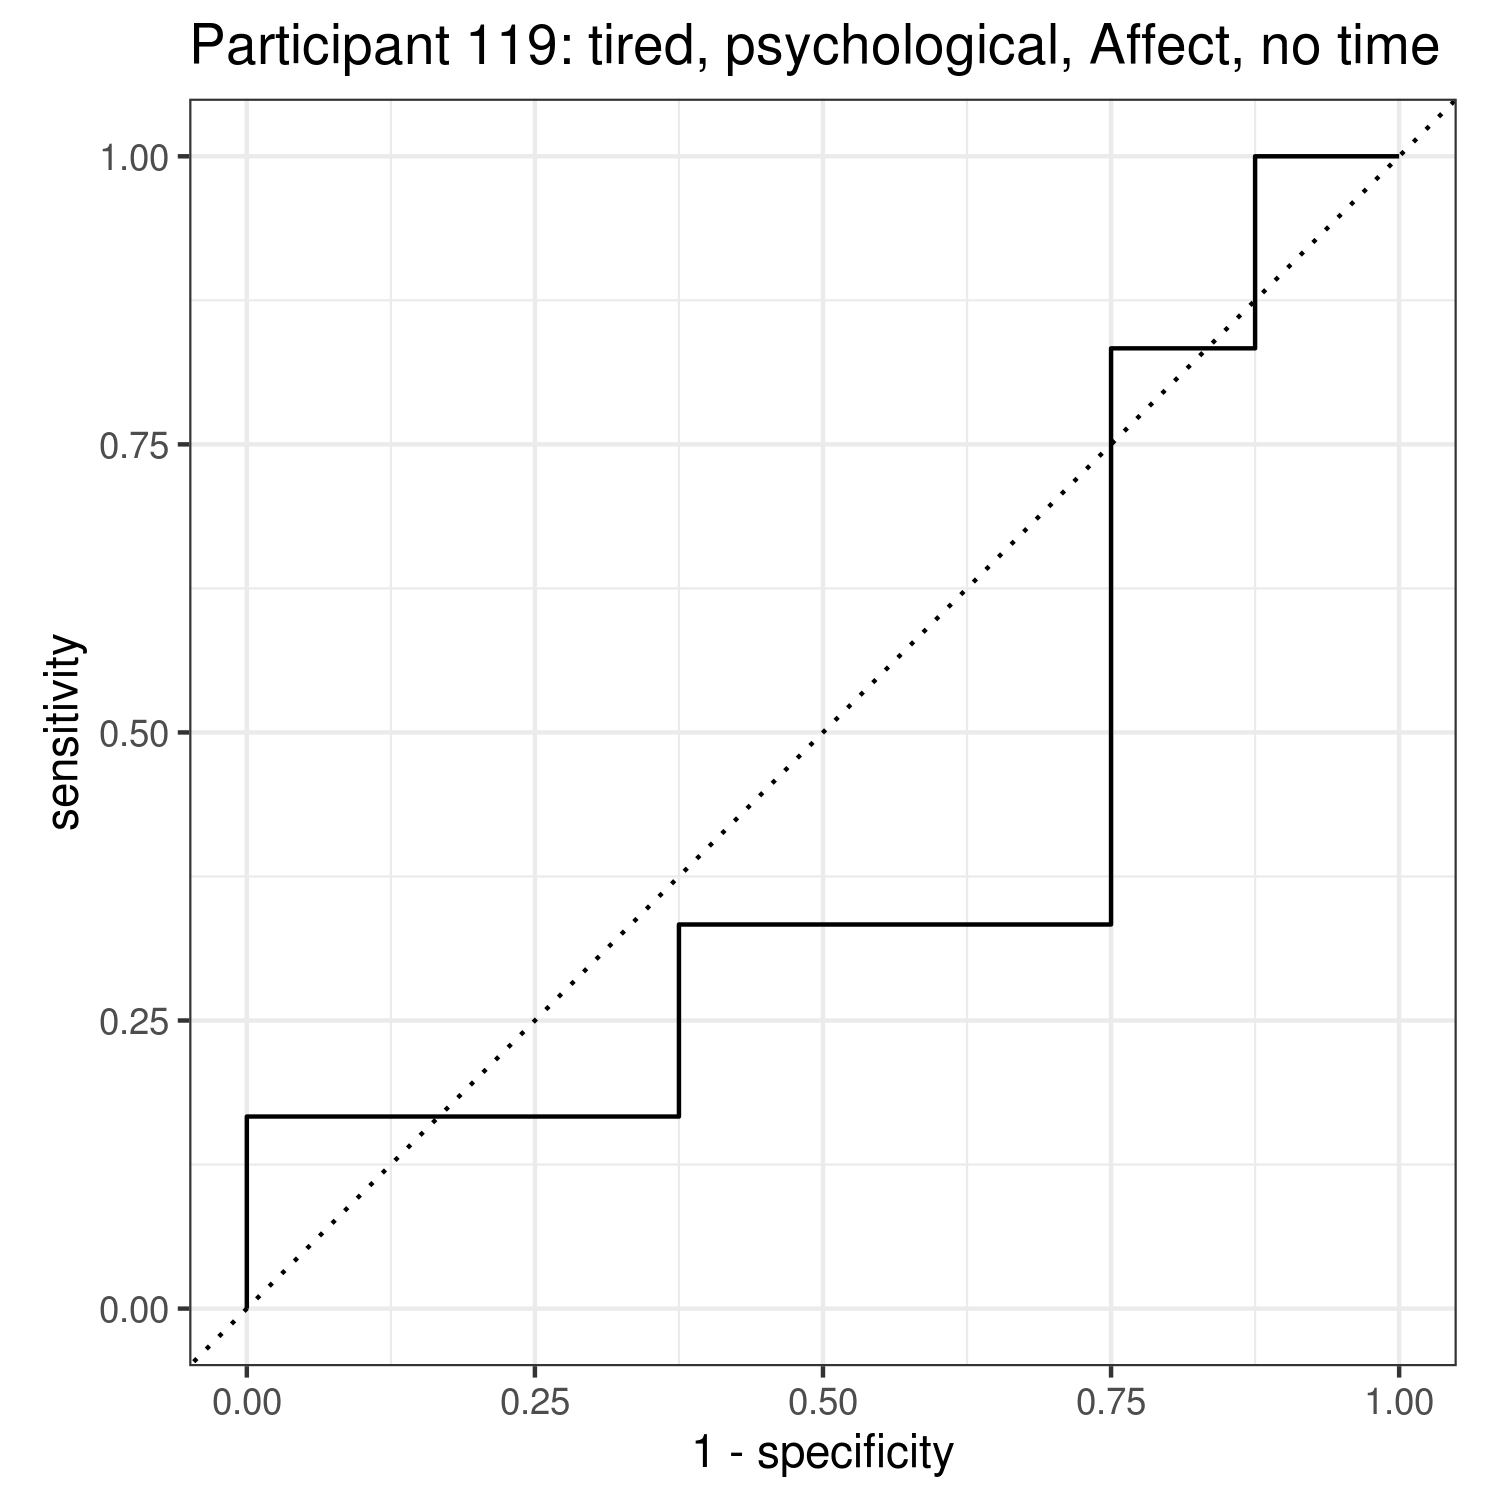 Participant 119: tired, psychological, Affect, no time
1.00
0.75
0.50
0.25
0.00
sensitivity
0.00 0.25 0.50 0.75 1.00
1 - specificity